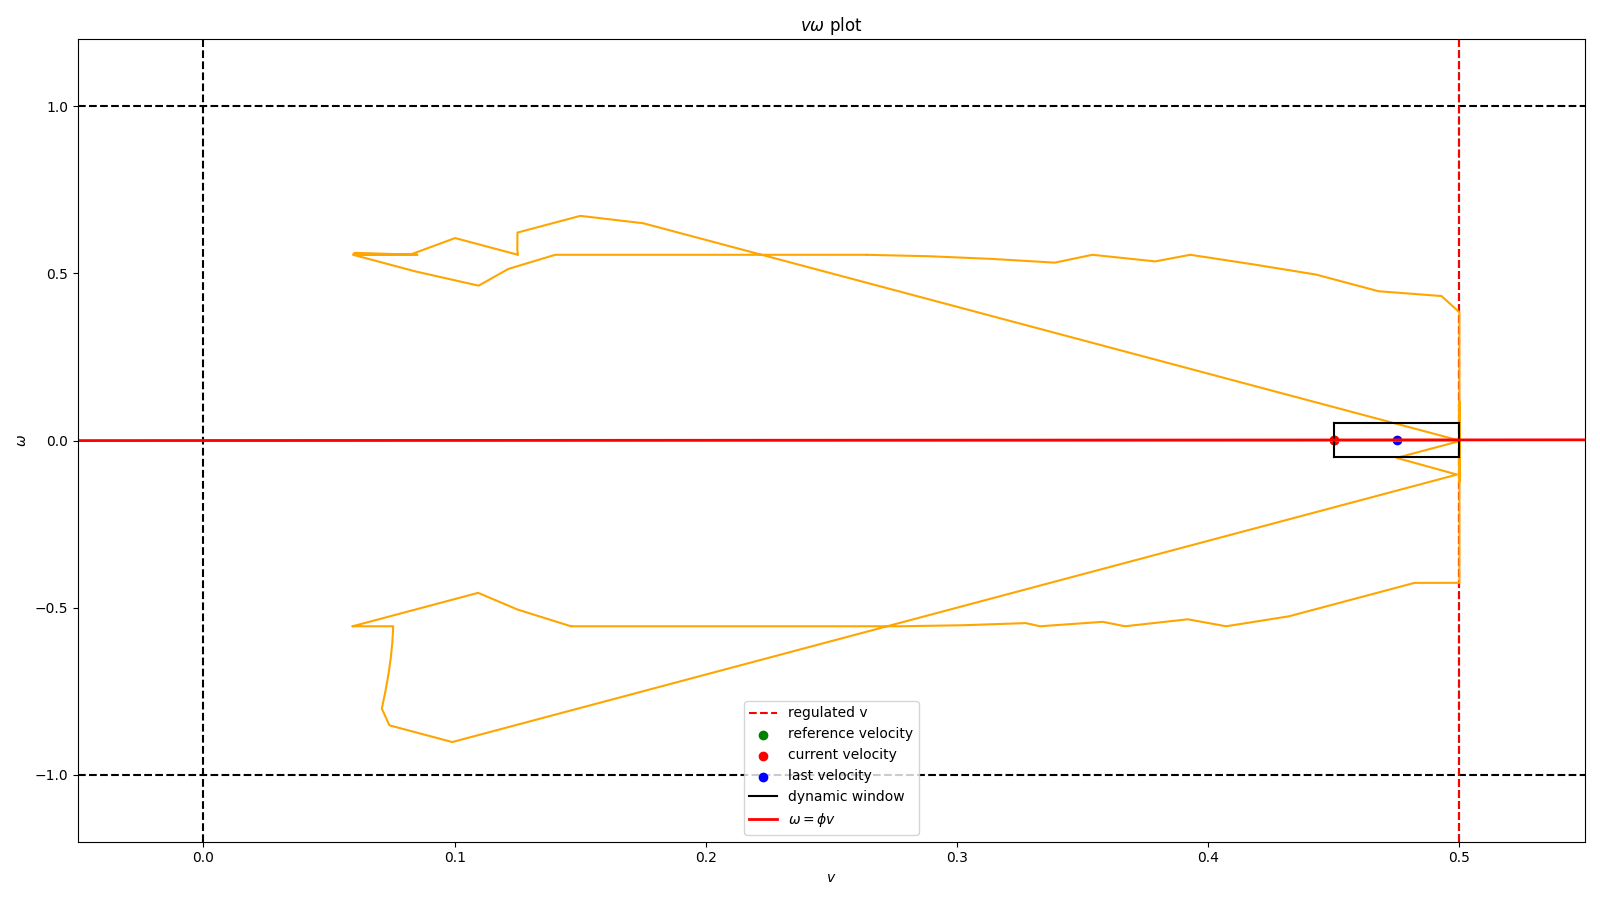 vω plot
1.0
0.5
0.0
−0.5
−1.0
ω
0.0
0.1
0.2
0.3
0.4
0.5
v
regulated v
reference velocity
current velocity
last velocity
dynamic window
ω = ϕv